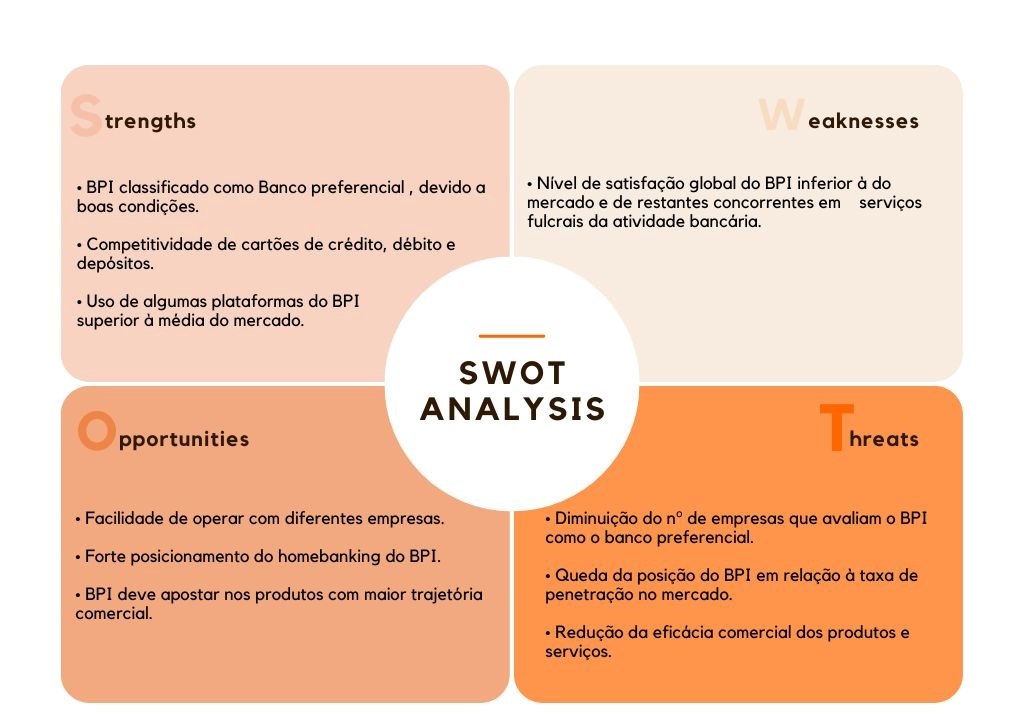 Strengths
• BPI classificado como Banco preferencial , devido a
boas condições.
• Competitividade de cartões de crédito, débito e
depósitos.
• Uso de algumas plataformas do BPI
superior à média do mercado.
Weaknesses
• Nível de satisfação global do BPI inferior à do
mercado e de restantes concorrentes em    serviços
fulcrais da atividade bancária.
SWOT
ANALYSIS
Opportunities
• Facilidade de operar com diferentes empresas.
• Forte posicionamento do homebanking do BPI.
• BPI deve apostar nos produtos com maior trajetória
comercial.
Threats
• Diminuição do nº de empresas que avaliam o BPI
como o banco preferencial.
• Queda da posição do BPI em relação à taxa de
penetração no mercado.
• Redução da eficácia comercial dos produtos e
serviços.